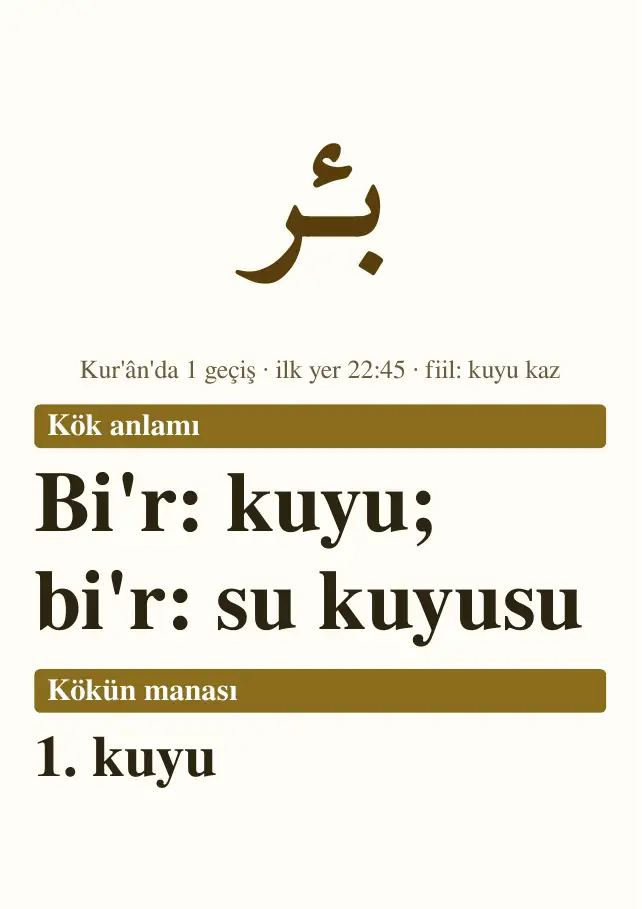 بئر
Kur'ân'da 1 geçiş · ilk yer 22:45 · fiil: kuyu kaz
Kök anlamı
Bi'r: kuyu;
bi'r: su kuyusu
Kökün manası
1. kuyu